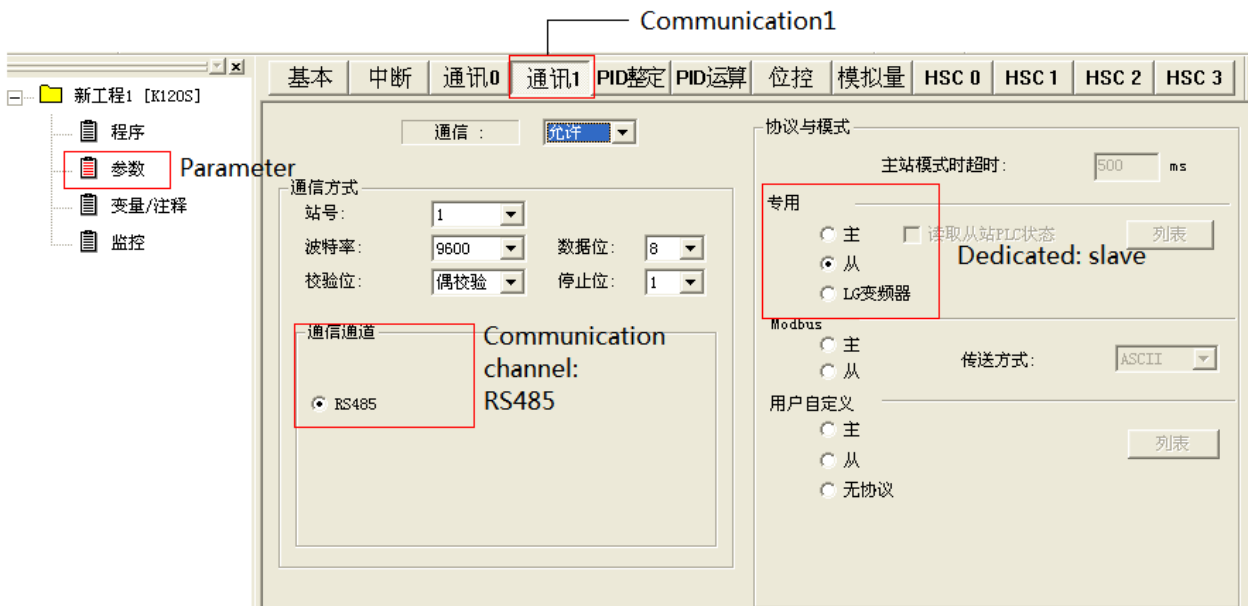 Communication1
基本 中断 通讯0 通讯1 PID整定 PID运算 位控 模拟量 HSC 0 HSC 1 HSC 2 HSC 3
新工程1 [K120S]
程序
参数 Parameter
变量/注释
监控
通信 : 允许
通信方式
站号: 1
波特率: 9600 数据位: 8
校验位: 偶校验 停止位: 1
通信通道
Communication
channel:
RS485
RS485
协议与模式
主站模式时超时: 500 ms
专用
主 读取从站PLC状态 列表
从 Dedicated: slave
LG变频器
Modbus
主
传送方式: ASCII
从
用户自定义
主
列表
从
无协议